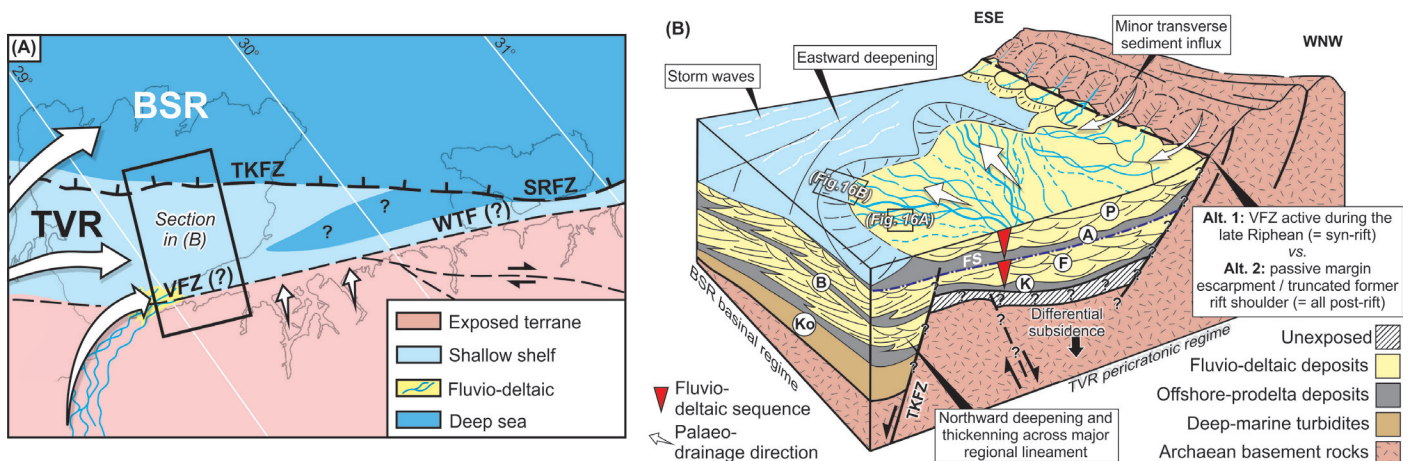 (A)
29°
30°
31°
BSR
TKFZ
SRFZ
TVR
Section
in (B)
?
WTF (?)
?
VFZ (?)
Exposed terrane
Shallow shelf
Fluvio-deltaic
Deep sea
(B)
ESE
WNW
Minor transverse
sediment influx
Eastward deepening
Storm waves
(Fig.16B)
(Fig. 16A)
P
A
FS
F
K
B
Ko
? ? ? ? ? ?
?
?
?
?
?
?
?
?
Differential
subsidence
BSR basinal regime
TKFZ
TVR pericratonic regime
Alt. 1: VFZ active during the
late Riphean (= syn-rift)
vs.
Alt. 2: passive margin
escarpment / truncated former
rift shoulder (= all post-rift)
Fluvio-
deltaic sequence
Palaeo-
drainage direction
Northward deepening and
thickenning across major
regional lineament
Unexposed
Fluvio-deltaic deposits
Offshore-prodelta deposits
Deep-marine turbidites
Archaean basement rocks